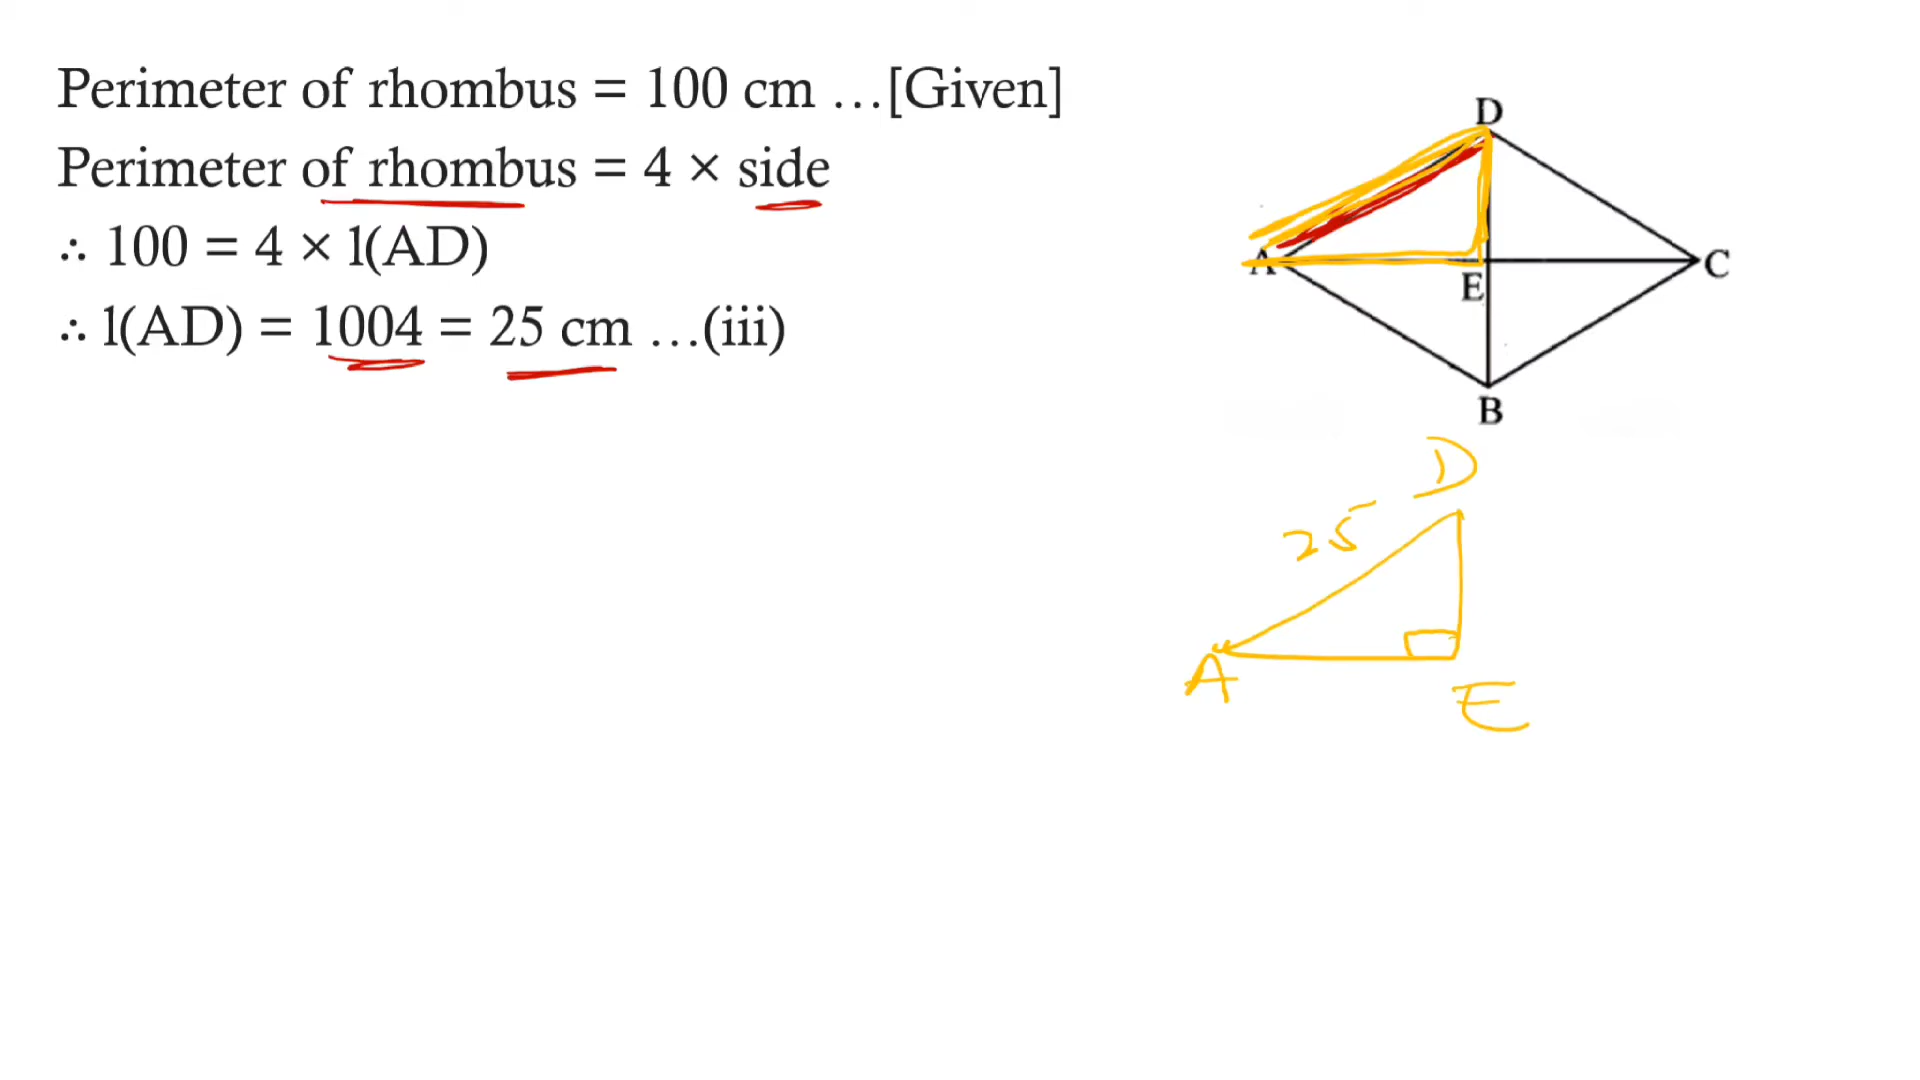 Perimeter of rhombus = 100 cm …[Given]
Perimeter of rhombus = 4 × side
∴ 100 = 4 × l(AD)
∴ l(AD) = 1004 = 25 cm …(iii)
D
A
E
C
B
D
25
A
E